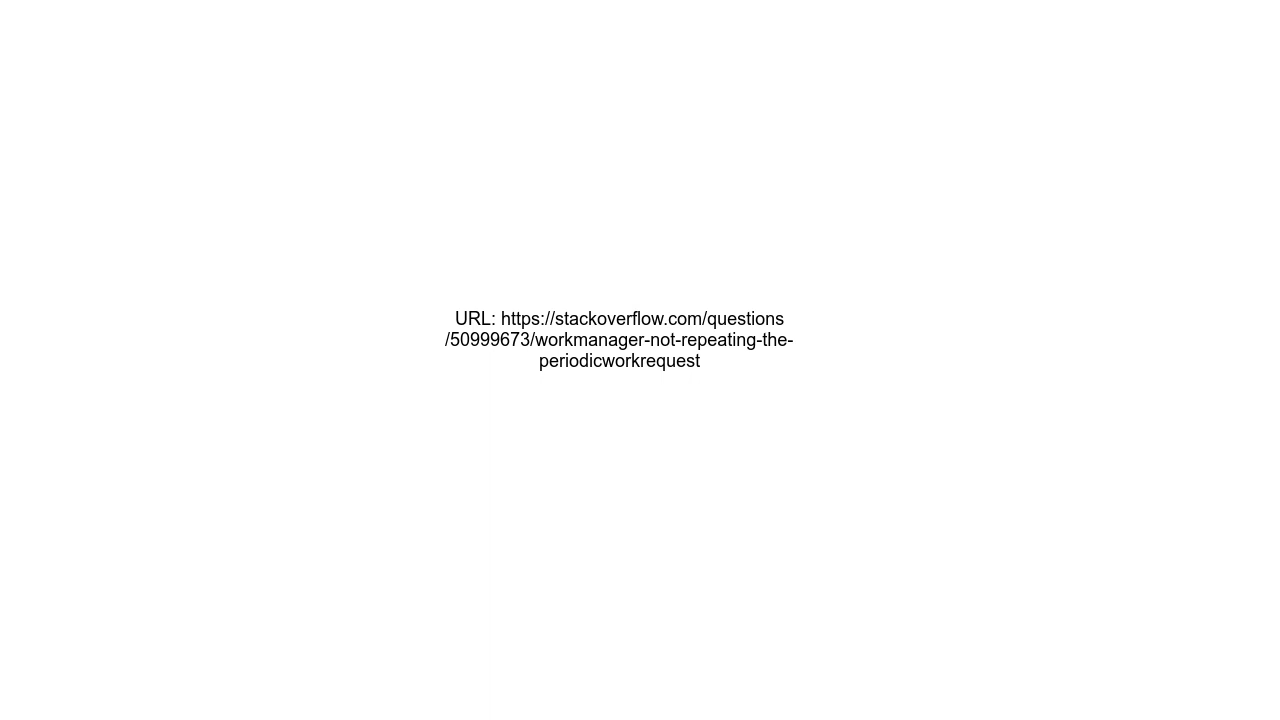 URL: https://stackoverflow.com/questions
/50999673/workmanager-not-repeating-the-
periodicworkrequest